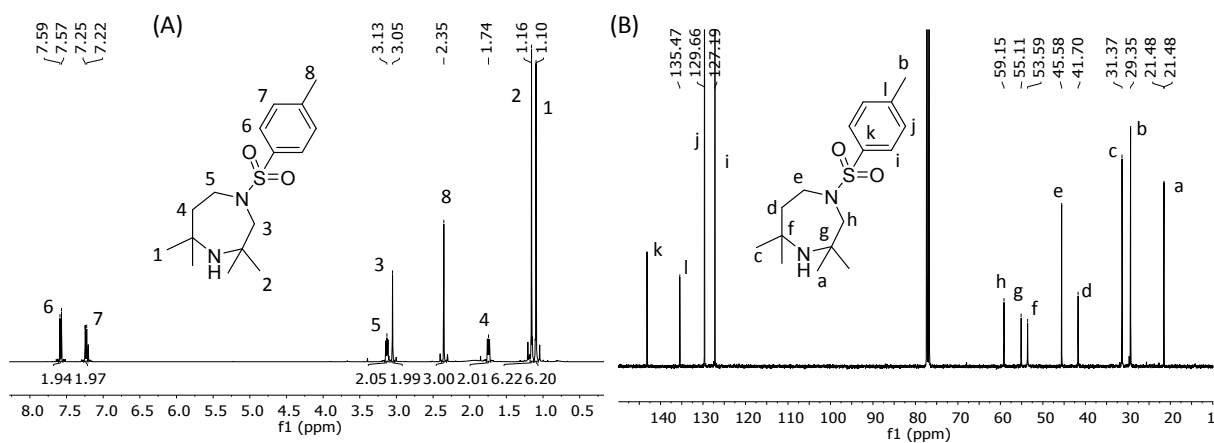 (A)
7.59
7.57
7.25
7.22
3.13
3.05
2.35
1.74
1.16
1.10
8
7
6
O
S
O
5
N
4
3
1
N
H
2
6
7
5
3
8
4
2
1
1.94
1.97
2.05
1.99
3.00
2.01
6.22
6.20
8.0 7.5 7.0 6.5 6.0 5.5 5.0 4.5 4.0 3.5 3.0 2.5 2.0 1.5 1.0 0.5
f1 (ppm)
(B)
135.47
129.66
127.19
59.15
55.11
53.59
45.58
41.70
31.37
29.35
21.48
21.48
b
l
j
k
i
O
S
O
e
N
d
h
f
g
c
N
H
a
k
l
j
i
h
g
f
e
d
c
b
a
140 130 120 110 100 90 80 70 60 50 40 30 20 1
f1 (ppm)